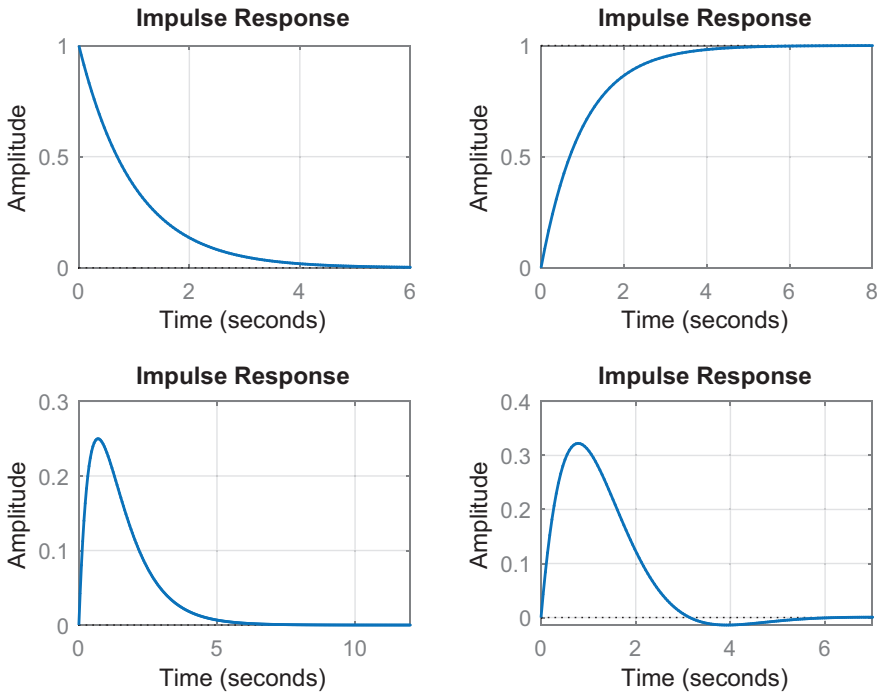 Impulse Response
1
0.5
0
Amplitude
0 2 4 6
Time (seconds)
Impulse Response
1
0.5
0
Amplitude
0 2 4 6 8
Time (seconds)
Impulse Response
0.3
0.2
0.1
0
Amplitude
0 5 10
Time (seconds)
Impulse Response
0.4
0.3
0.2
0.1
0
Amplitude
0 2 4 6
Time (seconds)